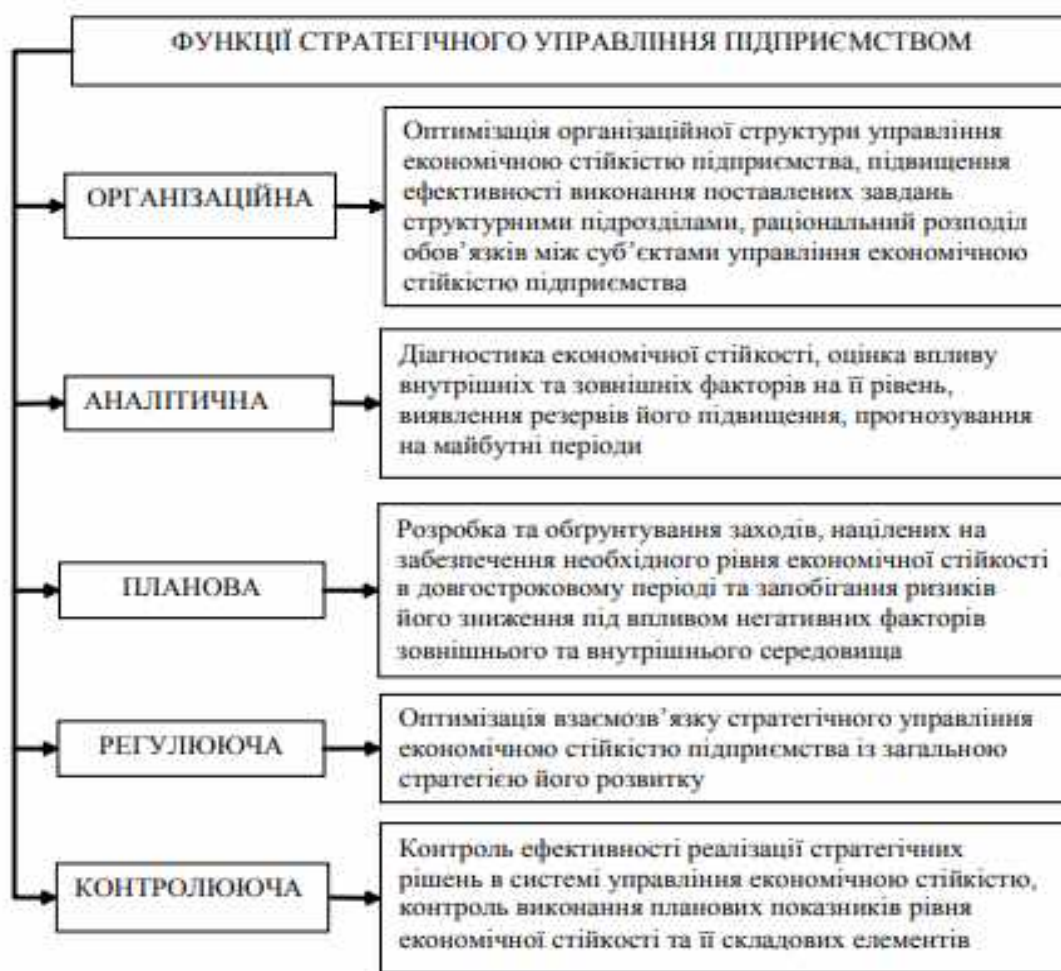 ФУНКЦІЇ СТРАТЕГІЧНОГО УПРАВЛІННЯ ПІДПРИЄМСТВОМ
ОРГАНІЗАЦІЙНА
Оптимізація організаційної структури управління
економічною стійкістю підприємства, підвищення
ефективності виконання поставлених завдань
структурними підрозділами, раціональний розподіл
обов’язків між суб’єктами управління економічною
стійкістю підприємства
АНАЛІТИЧНА
Діагностика економічної стійкості, оцінка впливу
внутрішніх та зовнішніх факторів на її рівень,
виявлення резервів його підвищення, прогнозування
на майбутні періоди
ПЛАНОВА
Розробка та обґрунтування заходів, націлених на
забезпечення необхідного рівня економічної стійкості
в довгостроковому періоді та запобігання ризиків
його зниження під впливом негативних факторів
зовнішнього та внутрішнього середовища
РЕГУЛЮЮЧА
Оптимізація взаємозв’язку стратегічного управління
економічною стійкістю підприємства із загальною
стратегією його розвитку
КОНТРОЛЮЮЧА
Контроль ефективності реалізації стратегічних
рішень в системі управління економічною стійкістю,
контроль виконання планових показників рівня
економічної стійкості та її складових елементів